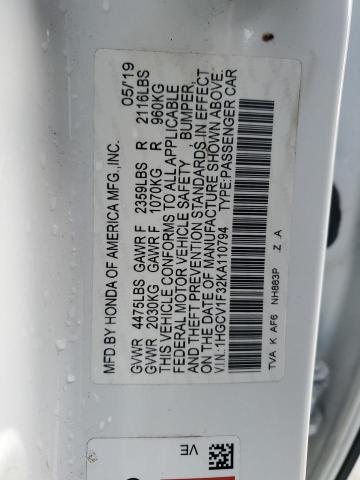 MFD.BY HONDA OF AMERICA MFG.,INC. 05/19
GVWR 4475LBS GAWR F 2359LBS R 2116LBS
GVWR 2030KG GAWR F 1070KG R 960KG
THIS VEHICLE CONFORMS TO ALL APPLICABLE
FEDERAL MOTOR VEHICLE SAFETY, BUMPER,
AND THEFT PREVENTION STANDARDS IN EFFECT
ON THE DATE OF MANUFACTURE SHOWN ABOVE.
V.I.N.:1HGCV1F32KA110794 TYPE:PASSENGER CAR
TVA K AF6 NH883P Z A
VE